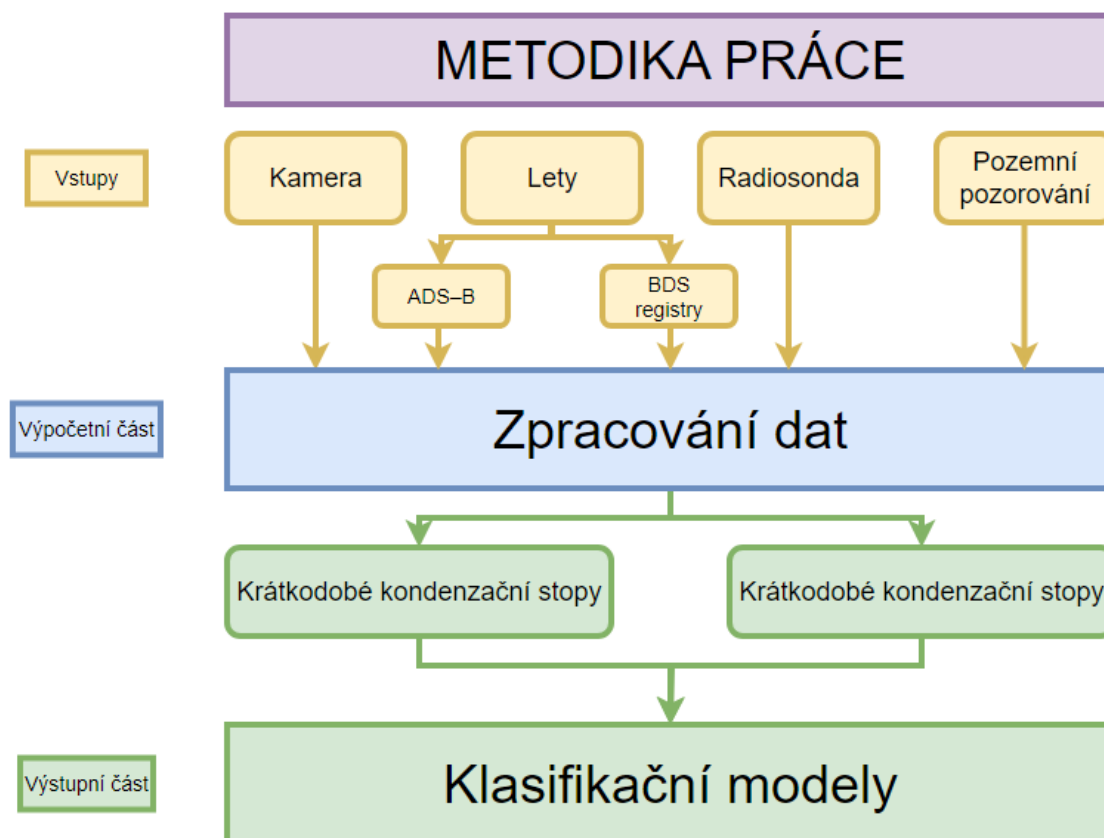 METODIKA PRÁCE
Vstupy
Kamera
Lety
Radiosonda
Pozemní
pozorování
ADS–B
BDS
registry
Výpočetní část
Zpracování dat
Krátkodobé kondenzační stopy
Krátkodobé kondenzační stopy
Výstupní část
Klasifikační modely